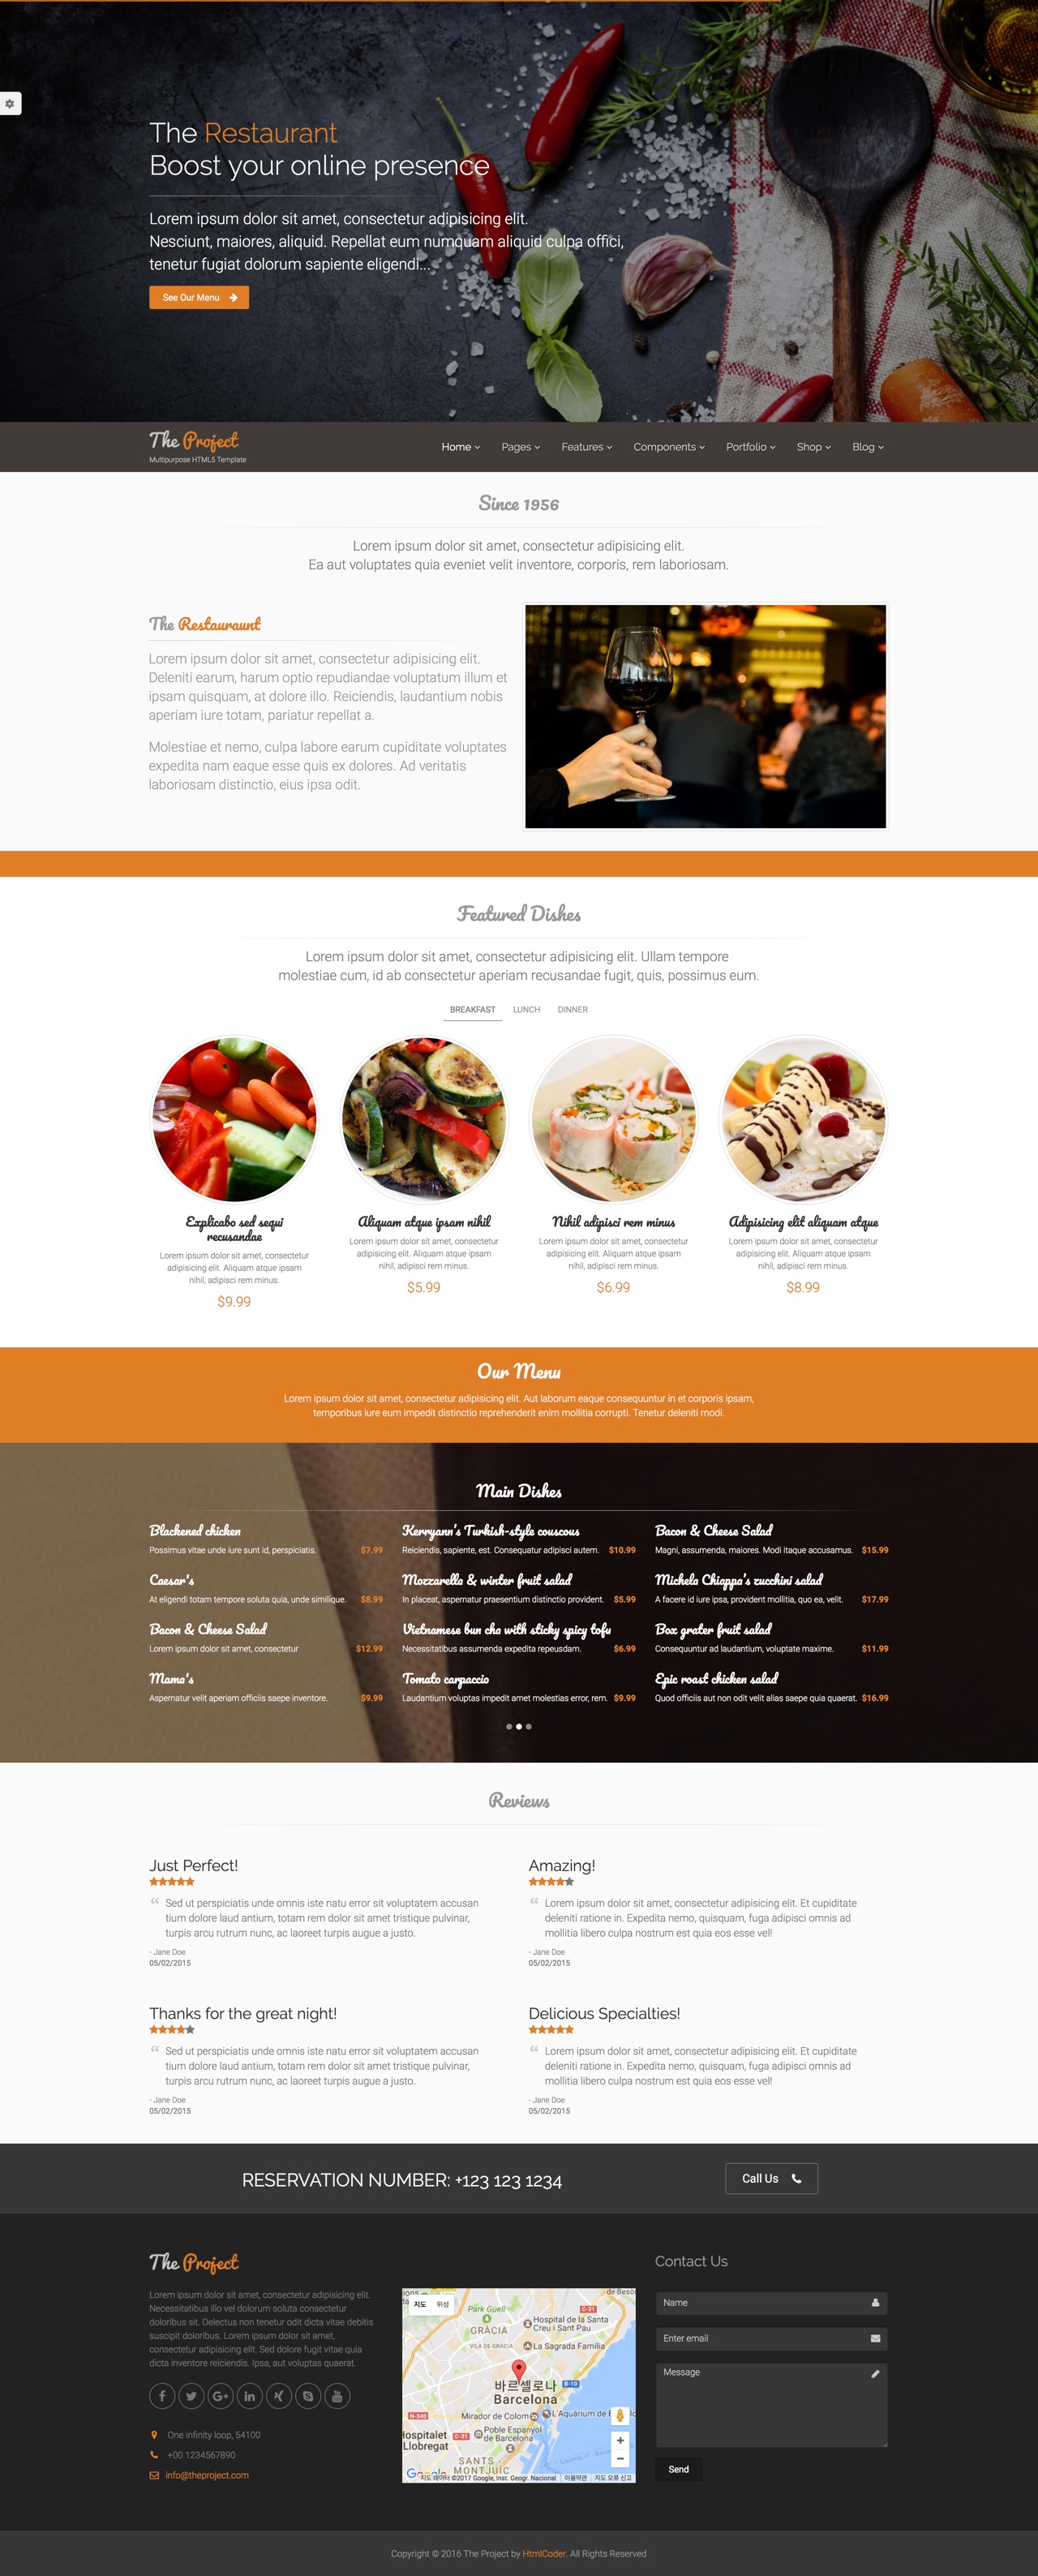 The Restaurant
Boost your online presence
Lorem ipsum dolor sit amet, consectetur adipisicing elit.
Nesciunt, maiores, aliquid. Repellat eum numquam aliquid culpa offici,
tenetur fugiat dolorum sapiente eligendi...
See Our Menu
The Project
Multipurpose HTML5 Template
Home Pages Features Components Portfolio Shop Blog
Since 1956
Lorem ipsum dolor sit amet, consectetur adipisicing elit.
Ea aut voluptates quia eveniet velit inventore, corporis, rem laboriosam.
The Restauraunt
Lorem ipsum dolor sit amet, consectetur adipisicing elit.
Deleniti earum, harum optio repudiandae voluptatum illum et
ipsam quisquam, at dolore illo. Reiciendis, laudantium nobis
aperiam iure totam, pariatur repellat a.
Molestiae et nemo, culpa labore earum cupiditate voluptates
expedita nam eaque esse quis ex dolores. Ad veritatis
laboriosam distinctio, eius ipsa odit.
Featured Dishes
Lorem ipsum dolor sit amet, consectetur adipisicing elit. Ullam tempore
molestiae cum, id ab consectetur aperiam recusandae fugit, quis, possimus eum.
BREAKFAST LUNCH DINNER
Explicabo sed sequi
recusandae
Lorem ipsum dolor sit amet, consectetur
adipisicing elit. Aliquam atque ipsam
nihil, adipisci rem minus.
$9.99
Aliquam atque ipsam nihil
Lorem ipsum dolor sit amet, consectetur
adipisicing elit. Aliquam atque ipsam
nihil, adipisci rem minus.
$5.99
Nihil adipisci rem minus
Lorem ipsum dolor sit amet, consectetur
adipisicing elit. Aliquam atque ipsam
nihil, adipisci rem minus.
$6.99
Adipisicing elit aliquam atque
Lorem ipsum dolor sit amet, consectetur
adipisicing elit. Aliquam atque ipsam
nihil, adipisci rem minus.
$8.99
Our Menu
Lorem ipsum dolor sit amet, consectetur adipisicing elit. Aut laborum eaque consequuntur in et corporis ipsam,
temporibus iure eum impedit distinctio reprehenderit enim mollitia corrupti. Tenetur deleniti modi.
Main Dishes
Blackened chicken
Possimus vitae unde iure sunt id, perspiciatis. $7.99
Caesar's
At eligendi totam tempore soluta quia, unde similique. $8.99
Bacon & Cheese Salad
Lorem ipsum dolor sit amet, consectetur $12.99
Mama's
Aspernatur velit aperiam officiis saepe inventore. $9.99
Kerryann's Turkish-style couscous
Reiciendis, sapiente, est. Consequatur adipisci autem. $10.99
Mozzarella & winter fruit salad
In placeat, aspernatur praesentium distinctio provident. $5.99
Vietnamese bun cha with sticky spicy tofu
Necessitatibus assumenda expedita repeusdam. $6.99
Tomato carpaccio
Laudantium voluptas impedit amet molestias error, rem. $9.99
Bacon & Cheese Salad
Magni, assumenda, maiores. Modi itaque accusamus. $15.99
Michela Chiappa's zucchini salad
A facere id iure ipsa, provident mollitia, quo ea, velit. $17.99
Box grater fruit salad
Consequuntur ad laudantium, voluptate maxime. $11.99
Epic roast chicken salad
Quod officiis aut non odit velit alias saepe quia quaerat. $16.99
Reviews
Just Perfect!
“ Sed ut perspiciatis unde omnis iste natu error sit voluptatem accusan
tium dolore laud antium, totam rem dolor sit amet tristique pulvinar,
turpis arcu rutrum nunc, ac laoreet turpis augue a justo.
- Jane Doe
05/02/2015
Amazing!
“ Lorem ipsum dolor sit amet, consectetur adipisicing elit. Et cupiditate
deleniti ratione in. Expedita nemo, quisquam, fuga adipisci omnis ad
mollitia libero culpa nostrum est quia eos esse vel!
- Jane Doe
05/02/2015
Thanks for the great night!
“ Sed ut perspiciatis unde omnis iste natu error sit voluptatem accusan
tium dolore laud antium, totam rem dolor sit amet tristique pulvinar,
turpis arcu rutrum nunc, ac laoreet turpis augue a justo.
- Jane Doe
05/02/2015
Delicious Specialties!
“ Lorem ipsum dolor sit amet, consectetur adipisicing elit. Et cupiditate
deleniti ratione in. Expedita nemo, quisquam, fuga adipisci omnis ad
mollitia libero culpa nostrum est quia eos esse vel!
- Jane Doe
05/02/2015
RESERVATION NUMBER: +123 123 1234
Call Us
The Project
Lorem ipsum dolor sit amet, consectetur adipisicing elit.
Necessitatibus illo vel dolorum soluta consectetur
doloribus sit. Delectus non tenetur odit dicta vitae debitis
suscipit doloribus. Lorem ipsum dolor sit amet,
consectetur adipisicing elit. Sed dolore fugit vitae quia
dicta inventore reiciendis. Ipsa, aut voluptas quaerat.
One infinity loop, 54100
+00 1234567890
info@theproject.com
지도 위성
C-31
Park Güell
Hospital de la Santa
Creu i Sant Pau
GRÀCIA
VILA DE GRÀCIA
La Sagrada Família
바르셀로나
B-10
Barcelona
N-340
Mirador de Colom
L'Aquàrium de
Hospitalet
Llobregat
C-31
Poble Espanyol
de Barcelona
SANTS -
MONTJUÏC
Google
지도 데이터 ©2017 Google, Inst. Geogr. Nacional 이용약관 지도 오류 신고
Contact Us
Name
Enter email
Message
Send
Copyright © 2016 The Project by HtmlCoder. All Rights Reserved